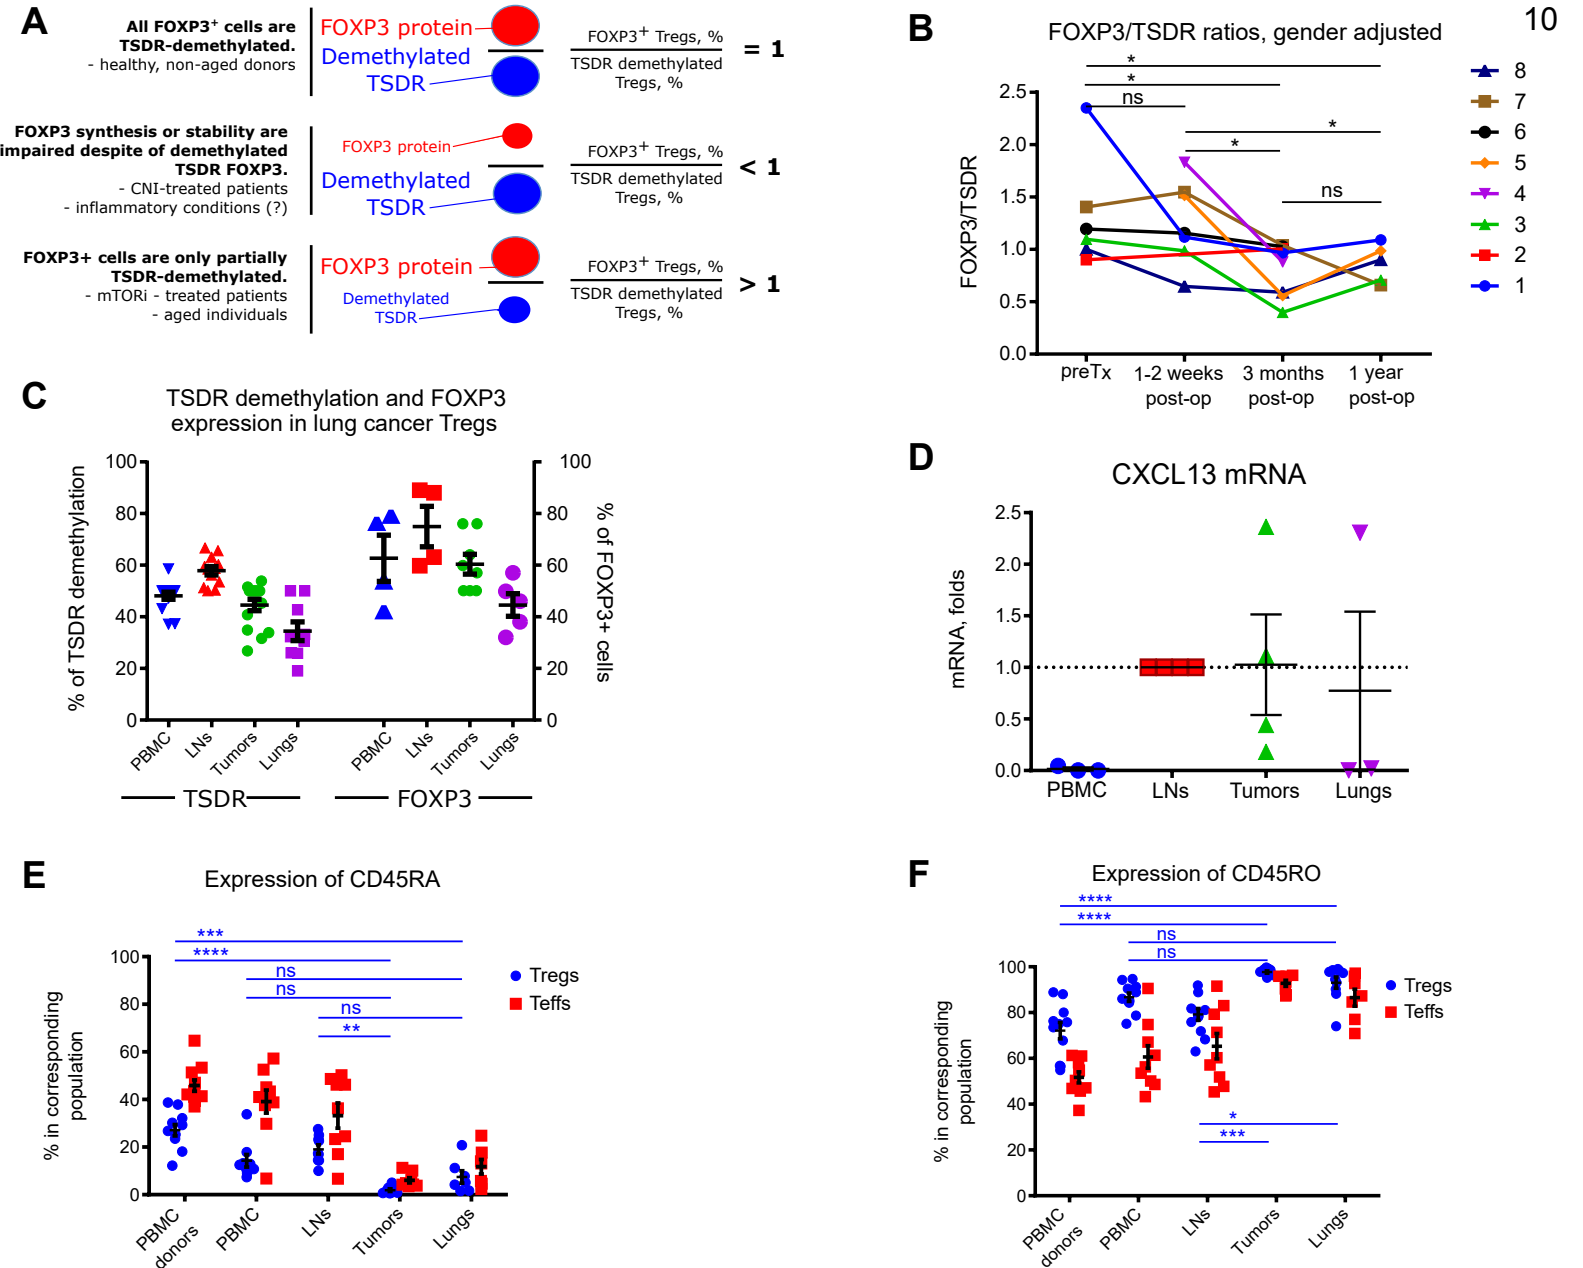 10
A
All FOXP3+ cells are
TSDR-demethylated.
- healthy, non-aged donors
FOXP3 protein
Demethylated
TSDR
FOXP3+ Tregs, %
TSDR demethylated
Tregs, %
= 1
FOXP3 synthesis or stability are
impaired despite of demethylated
TSDR FOXP3.
- CNI-treated patients
- inflammatory conditions (?)
FOXP3 protein
Demethylated
TSDR
FOXP3+ Tregs, %
TSDR demethylated
Tregs, %
< 1
FOXP3+ cells are only partially
TSDR-demethylated.
- mTORi - treated patients
- aged individuals
FOXP3 protein
Demethylated
TSDR
FOXP3+ Tregs, %
TSDR demethylated
Tregs, %
> 1
B
FOXP3/TSDR ratios, gender adjusted
*
*
ns
*
*
ns
FOXP3/TSDR
2.5
2.0
1.5
1.0
0.5
0.0
preTx
1-2 weeks
post-op
3 months
post-op
1 year
post-op
8
7
6
5
4
3
2
1
C
TSDR demethylation and FOXP3
expression in lung cancer Tregs
% of TSDR demethylation
100
80
60
40
20
0
100
80
60
40
20
0
% of FOXP3+ cells
PBMC
LNs
Tumors
Lungs
PBMC
LNs
Tumors
Lungs
TSDR
FOXP3
D
CXCL13 mRNA
mRNA, folds
2.5
2.0
1.5
1.0
0.5
0.0
PBMC
LNs
Tumors
Lungs
E
Expression of CD45RA
***
****
ns
ns
ns
**
% in corresponding
population
100
80
60
40
20
0
PBMC
donors
PBMC
LNs
Tumors
Lungs
Tregs
Teffs
F
Expression of CD45RO
****
****
ns
ns
*
***
% in corresponding
population
100
80
60
40
20
0
PBMC
donors
PBMC
LNs
Tumors
Lungs
Tregs
Teffs